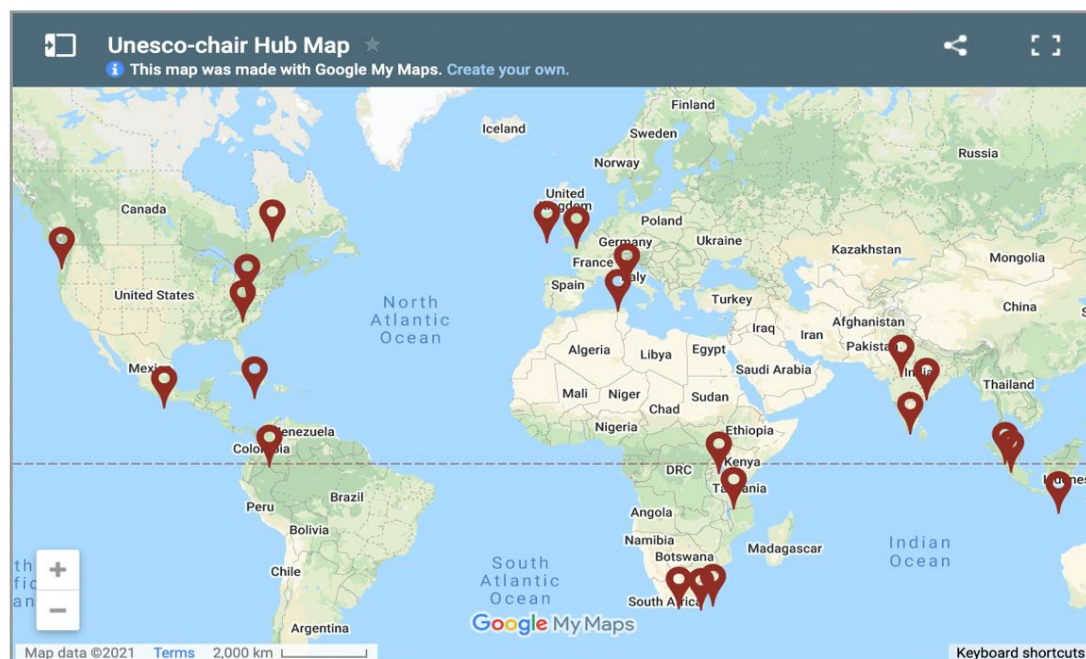 Unesco-chair Hub Map
This map was made with Google My Maps. Create your own.
Finland
Iceland
Sweden
Russia
Norway
United
Kingdom
Canada
Poland
Germany
Ukraine
Kazakhstan
France
Mongolia
Italy
United States
Spain
North
Atlantic
Ocean
Turkey
China
Afghanistan
Iraq
Iran
Pakistan
Algeria
Libya
Egypt
Mexico
India
Saudi Arabia
Thailand
Mali
Niger
Sudan
Chad
Venezuela
Nigeria
Ethiopia
Colombia
DRC
Kenya
Tanzania
Brazil
Peru
Angola
Bolivia
Indian
Ocean
Namibia
Madagascar
Botswana
Chile
South
Atlantic
Ocean
South Africa
Google My Maps
Argentina
+
−
Map data ©2021 Terms 2,000 km
Keyboard shortcuts